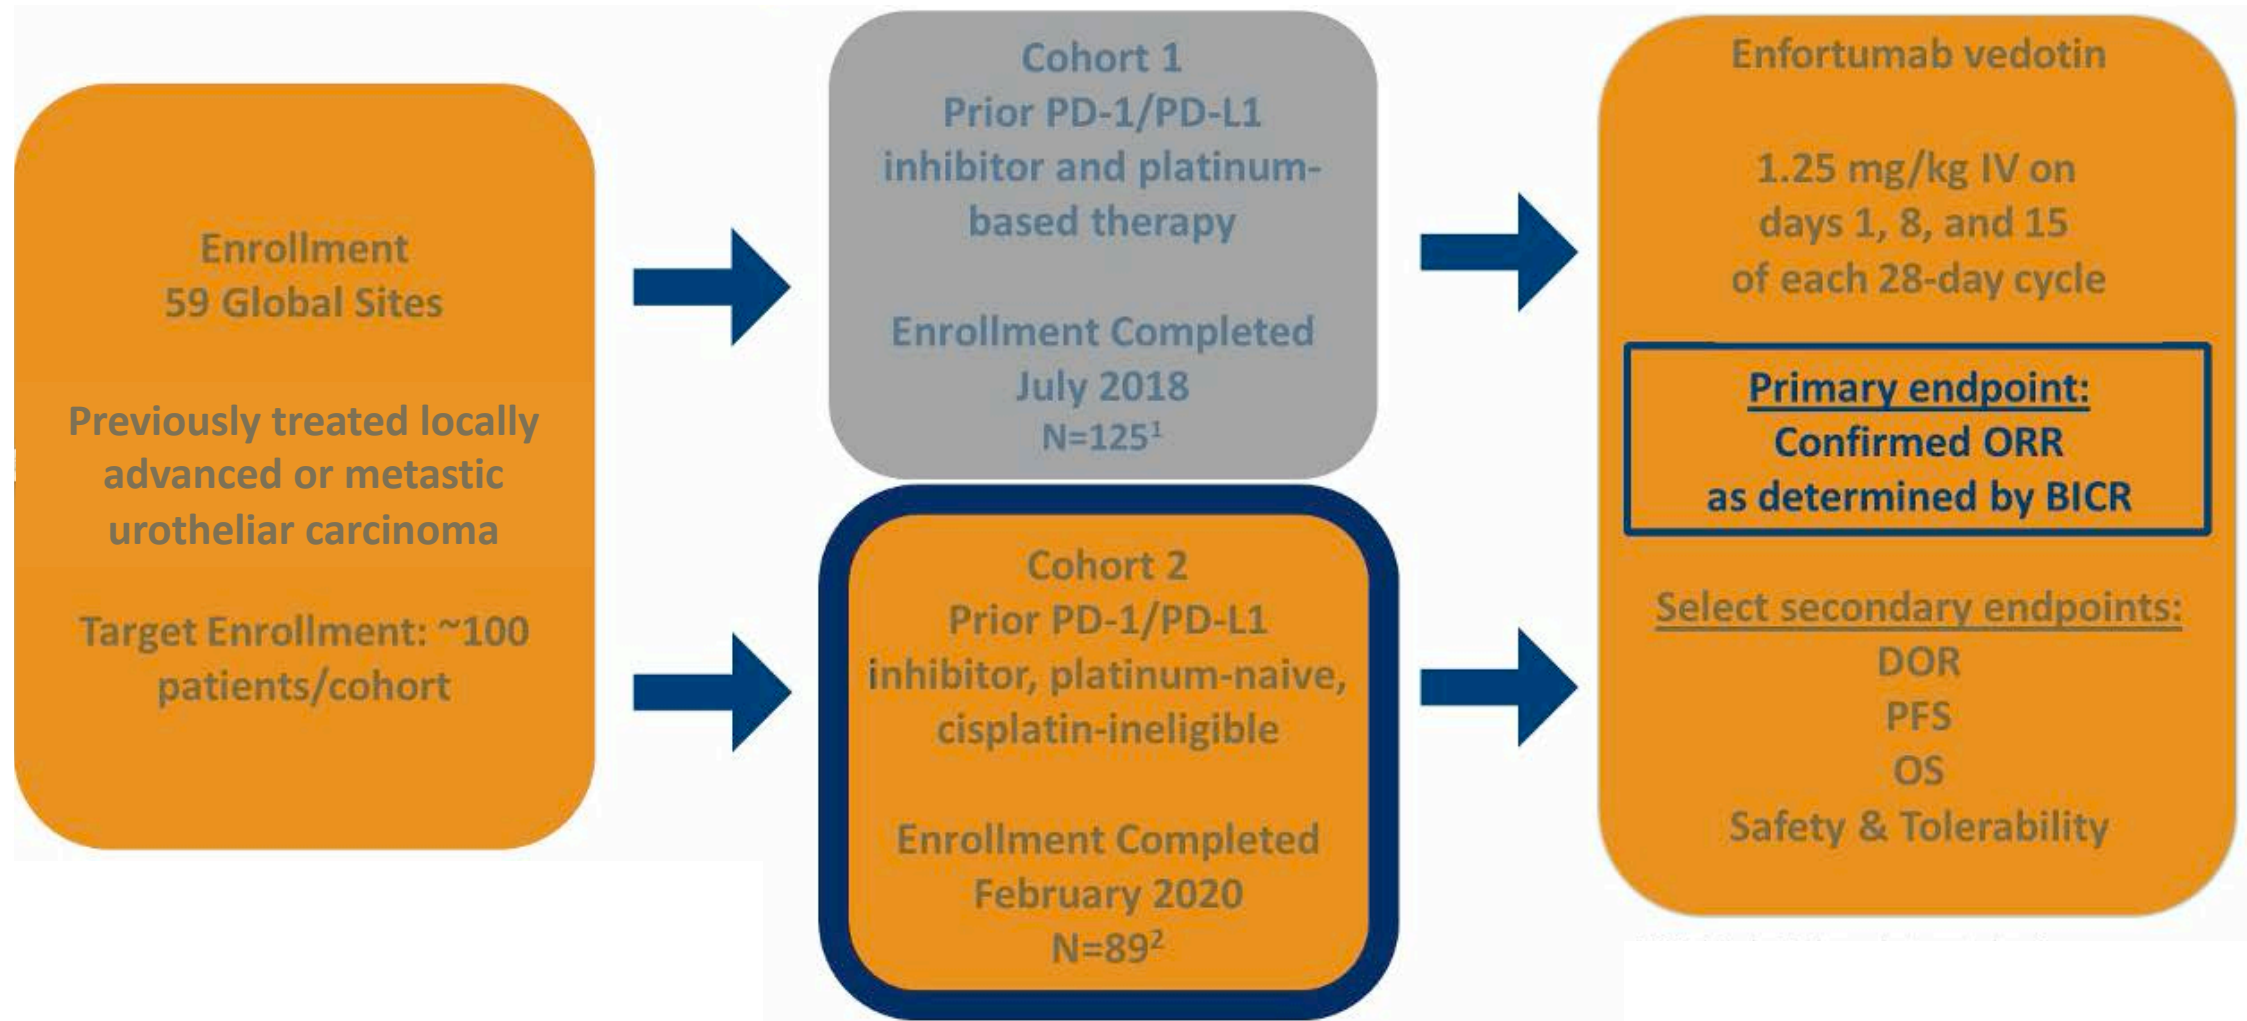 Enrollment
59 Global Sites
Previously treated locally
advanced or metastic
urotheliar carcinoma
Target Enrollment: ~100
patients/cohort
Cohort 1
Prior PD-1/PD-L1
inhibitor and platinum-
based therapy
Enrollment Completed
July 2018
N=125¹
Cohort 2
Prior PD-1/PD-L1
inhibitor, platinum-naive,
cisplatin-ineligible
Enrollment Completed
February 2020
N=89²
Enfortumab vedotin
1.25 mg/kg IV on
days 1, 8, and 15
of each 28-day cycle
Primary endpoint:
Confirmed ORR
as determined by BICR
Select secondary endpoints:
DOR
PFS
OS
Safety & Tolerability